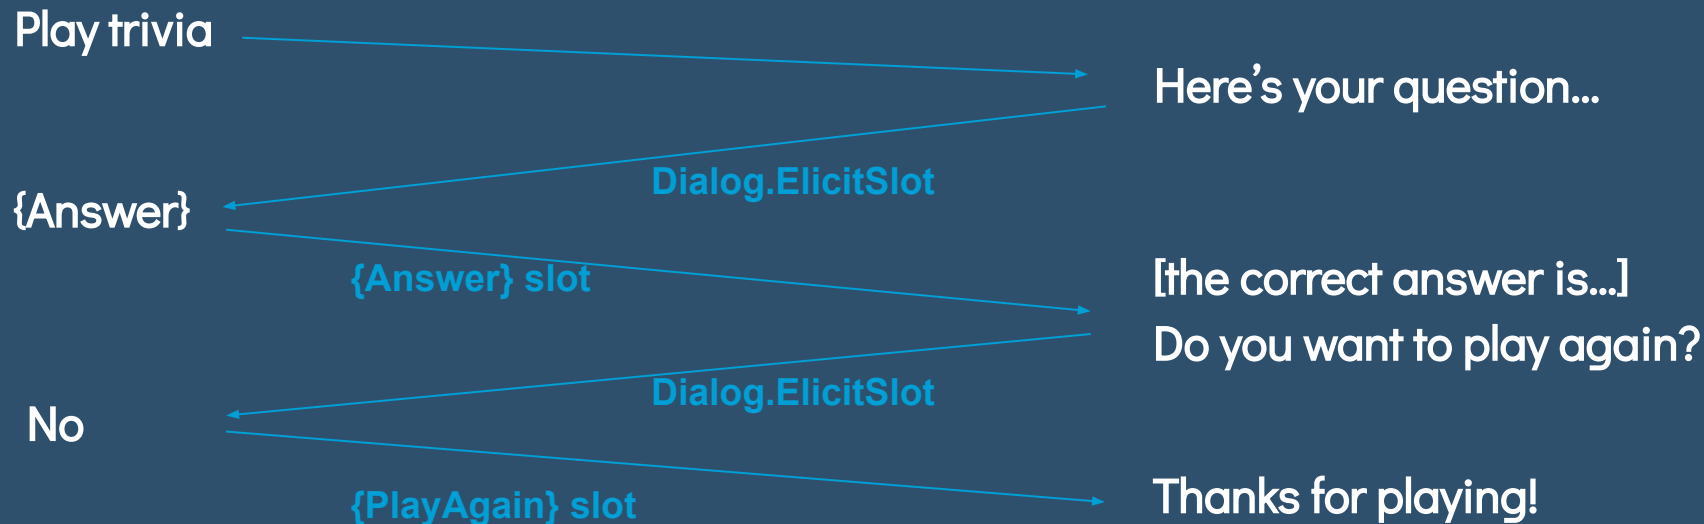 Play trivia
Here’s your question...
Dialog.ElicitSlot
{Answer}
{Answer} slot
[the correct answer is...]
Do you want to play again?
Dialog.ElicitSlot
No
{PlayAgain} slot
Thanks for playing!